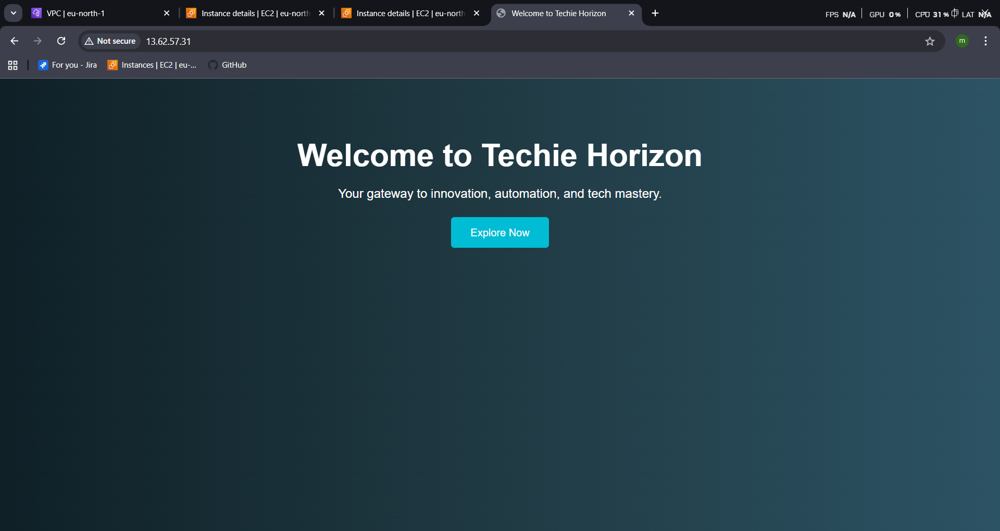 VPC | eu-north-1
Instance details | EC2 | eu-north
Instance details | EC2 | eu-north
Welcome to Techie Horizon
FPS N/A GPU 0% CPU 31% LAT N/A
Not secure 13.62.57.31 m
For you - Jira
Instances | EC2 | eu-...
GitHub
Welcome to Techie Horizon
Your gateway to innovation, automation, and tech mastery.
Explore Now